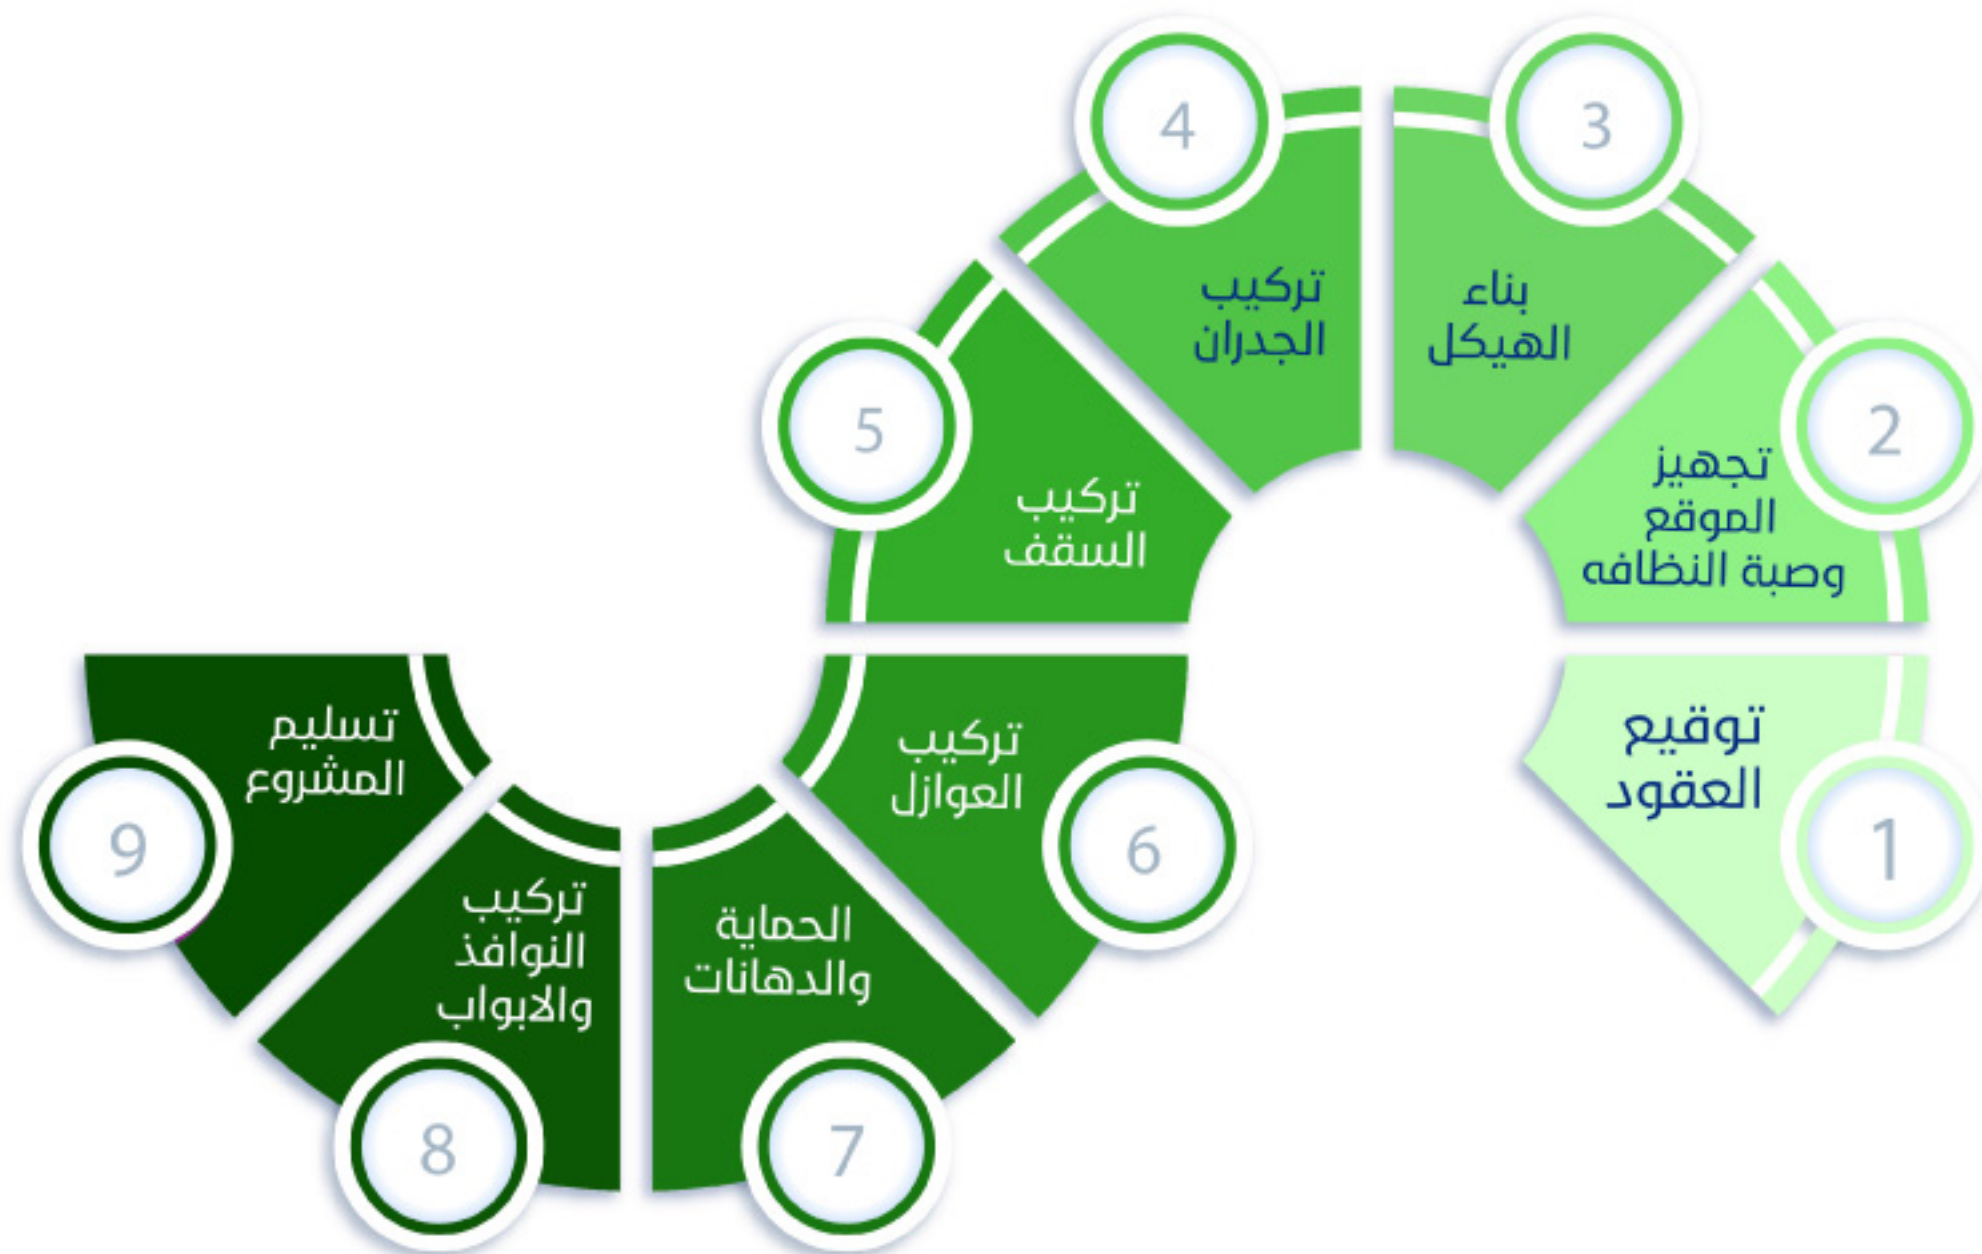 1
توقيع
العقود
2
تجهيز
الموقع
وصبة النظافه
3
بناء
الهيكل
4
تركيب
الجدران
5
تركيب
السقف
6
تركيب
العوازل
7
الحماية
والدهانات
8
تركيب
النوافذ
والابواب
9
تسليم
المشروع